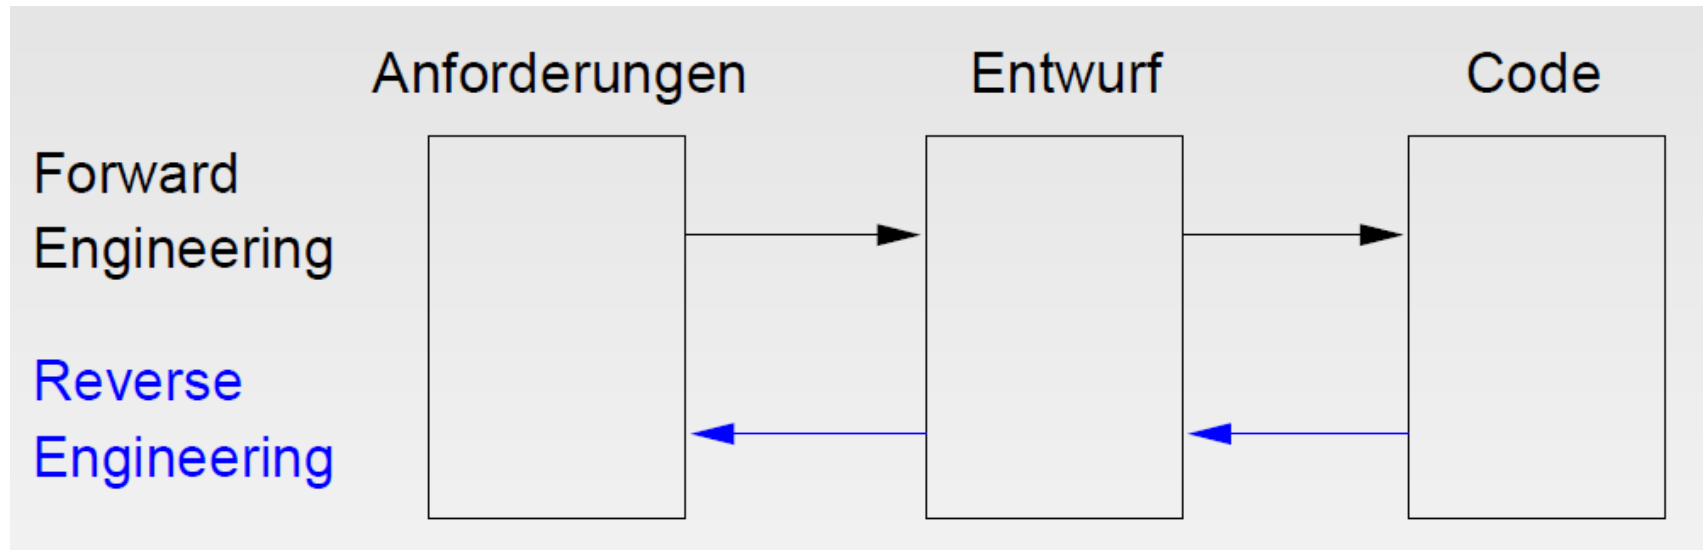 Anforderungen Entwurf Code
Forward
Engineering
Reverse
Engineering